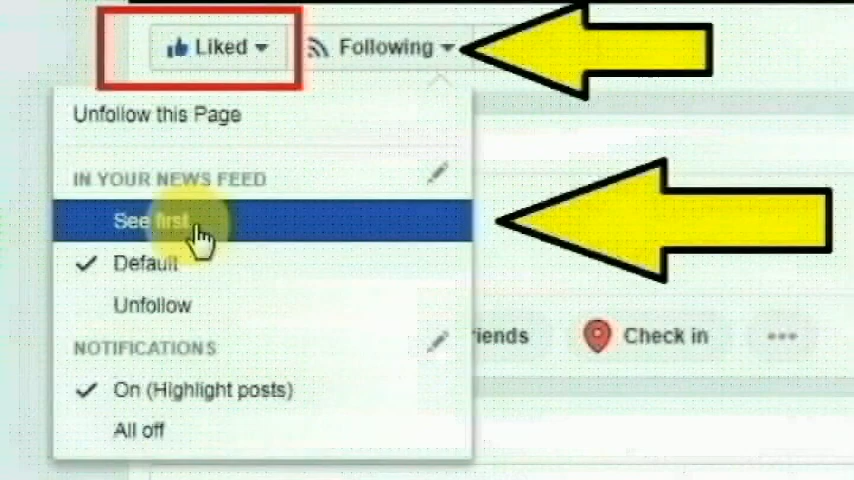 Liked Following
Unfollow this Page
IN YOUR NEWS FEED
See first
Default
Unfollow
riends Check in
NOTIFICATIONS
On (Highlight posts)
All off